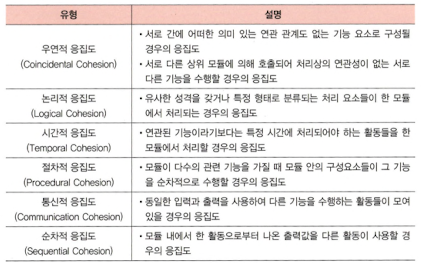 유형
설명
우연적 응집도
(Coincidental Cohesion)
• 서로 간에 어떠한 의미 있는 연관 관계도 없는 기능 요소로 구성될
경우의 응집도
• 서로 다른 상위 모듈에 의해 호출되어 처리상의 연관성이 없는 서로
다른 기능을 수행할 경우의 응집도
논리적 응집도
(Logical Cohesion)
• 유사한 성격을 갖거나 특정 형태로 분류되는 처리 요소들이 한 모듈
에서 처리되는 경우의 응집도
시간적 응집도
(Temporal Cohesion)
• 연관된 기능이라기보다는 특정 시간에 처리되어야 하는 활동들을 한
모듈에서 처리할 경우의 응집도
절차적 응집도
(Procedural Cohesion)
• 모듈이 다수의 관련 기능을 가질 때 모듈 안의 구성요소들이 그 기능
을 순차적으로 수행할 경우의 응집도
통신적 응집도
(Communication Cohesion)
• 동일한 입력과 출력을 사용하여 다른 기능을 수행하는 활동들이 모여
있을 경우의 응집도
순차적 응집도
(Sequential Cohesion)
• 모듈 내에서 한 활동으로부터 나온 출력값을 다른 활동이 사용할 경
우의 응집도